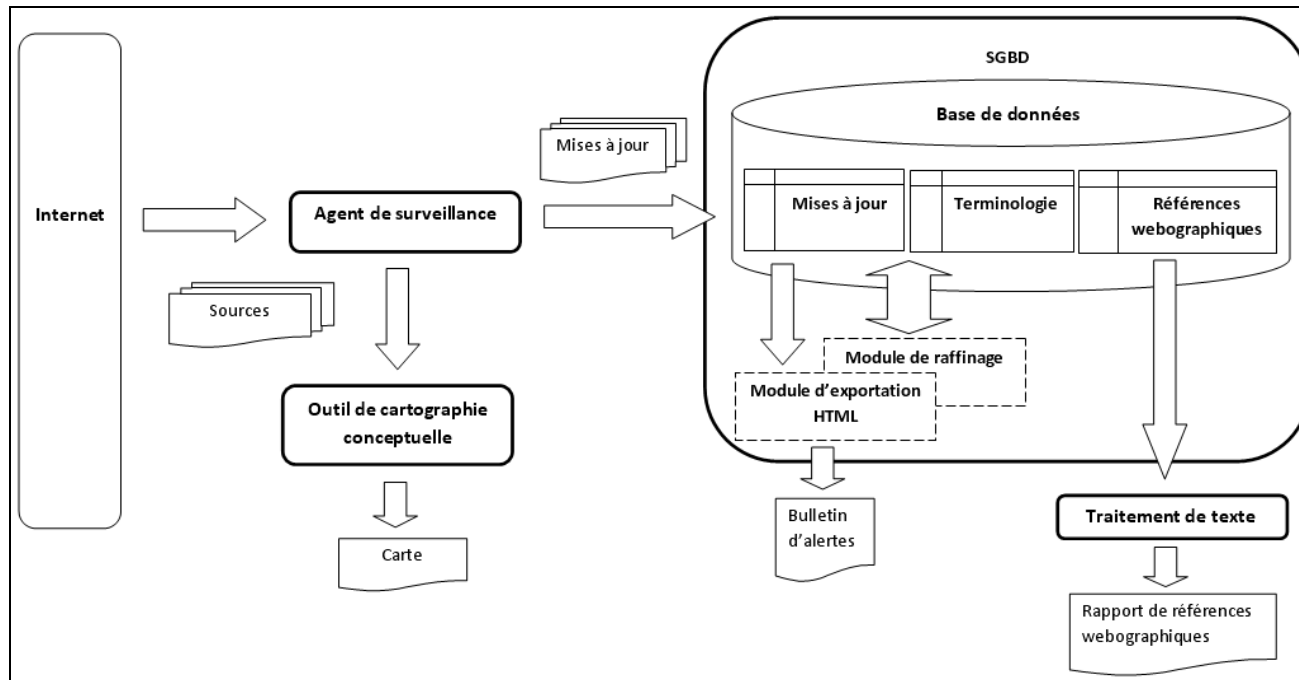 SGBD
Base de données
Mises à jour
Mises à jour
Terminologie
Références
webographiques
Internet
Agent de surveillance
Sources
Module de raffinage
Module d'exportation
HTML
Outil de cartographie
conceptuelle
Bulletin
d'alertes
Traitement de texte
Carte
Rapport de références
webographiques